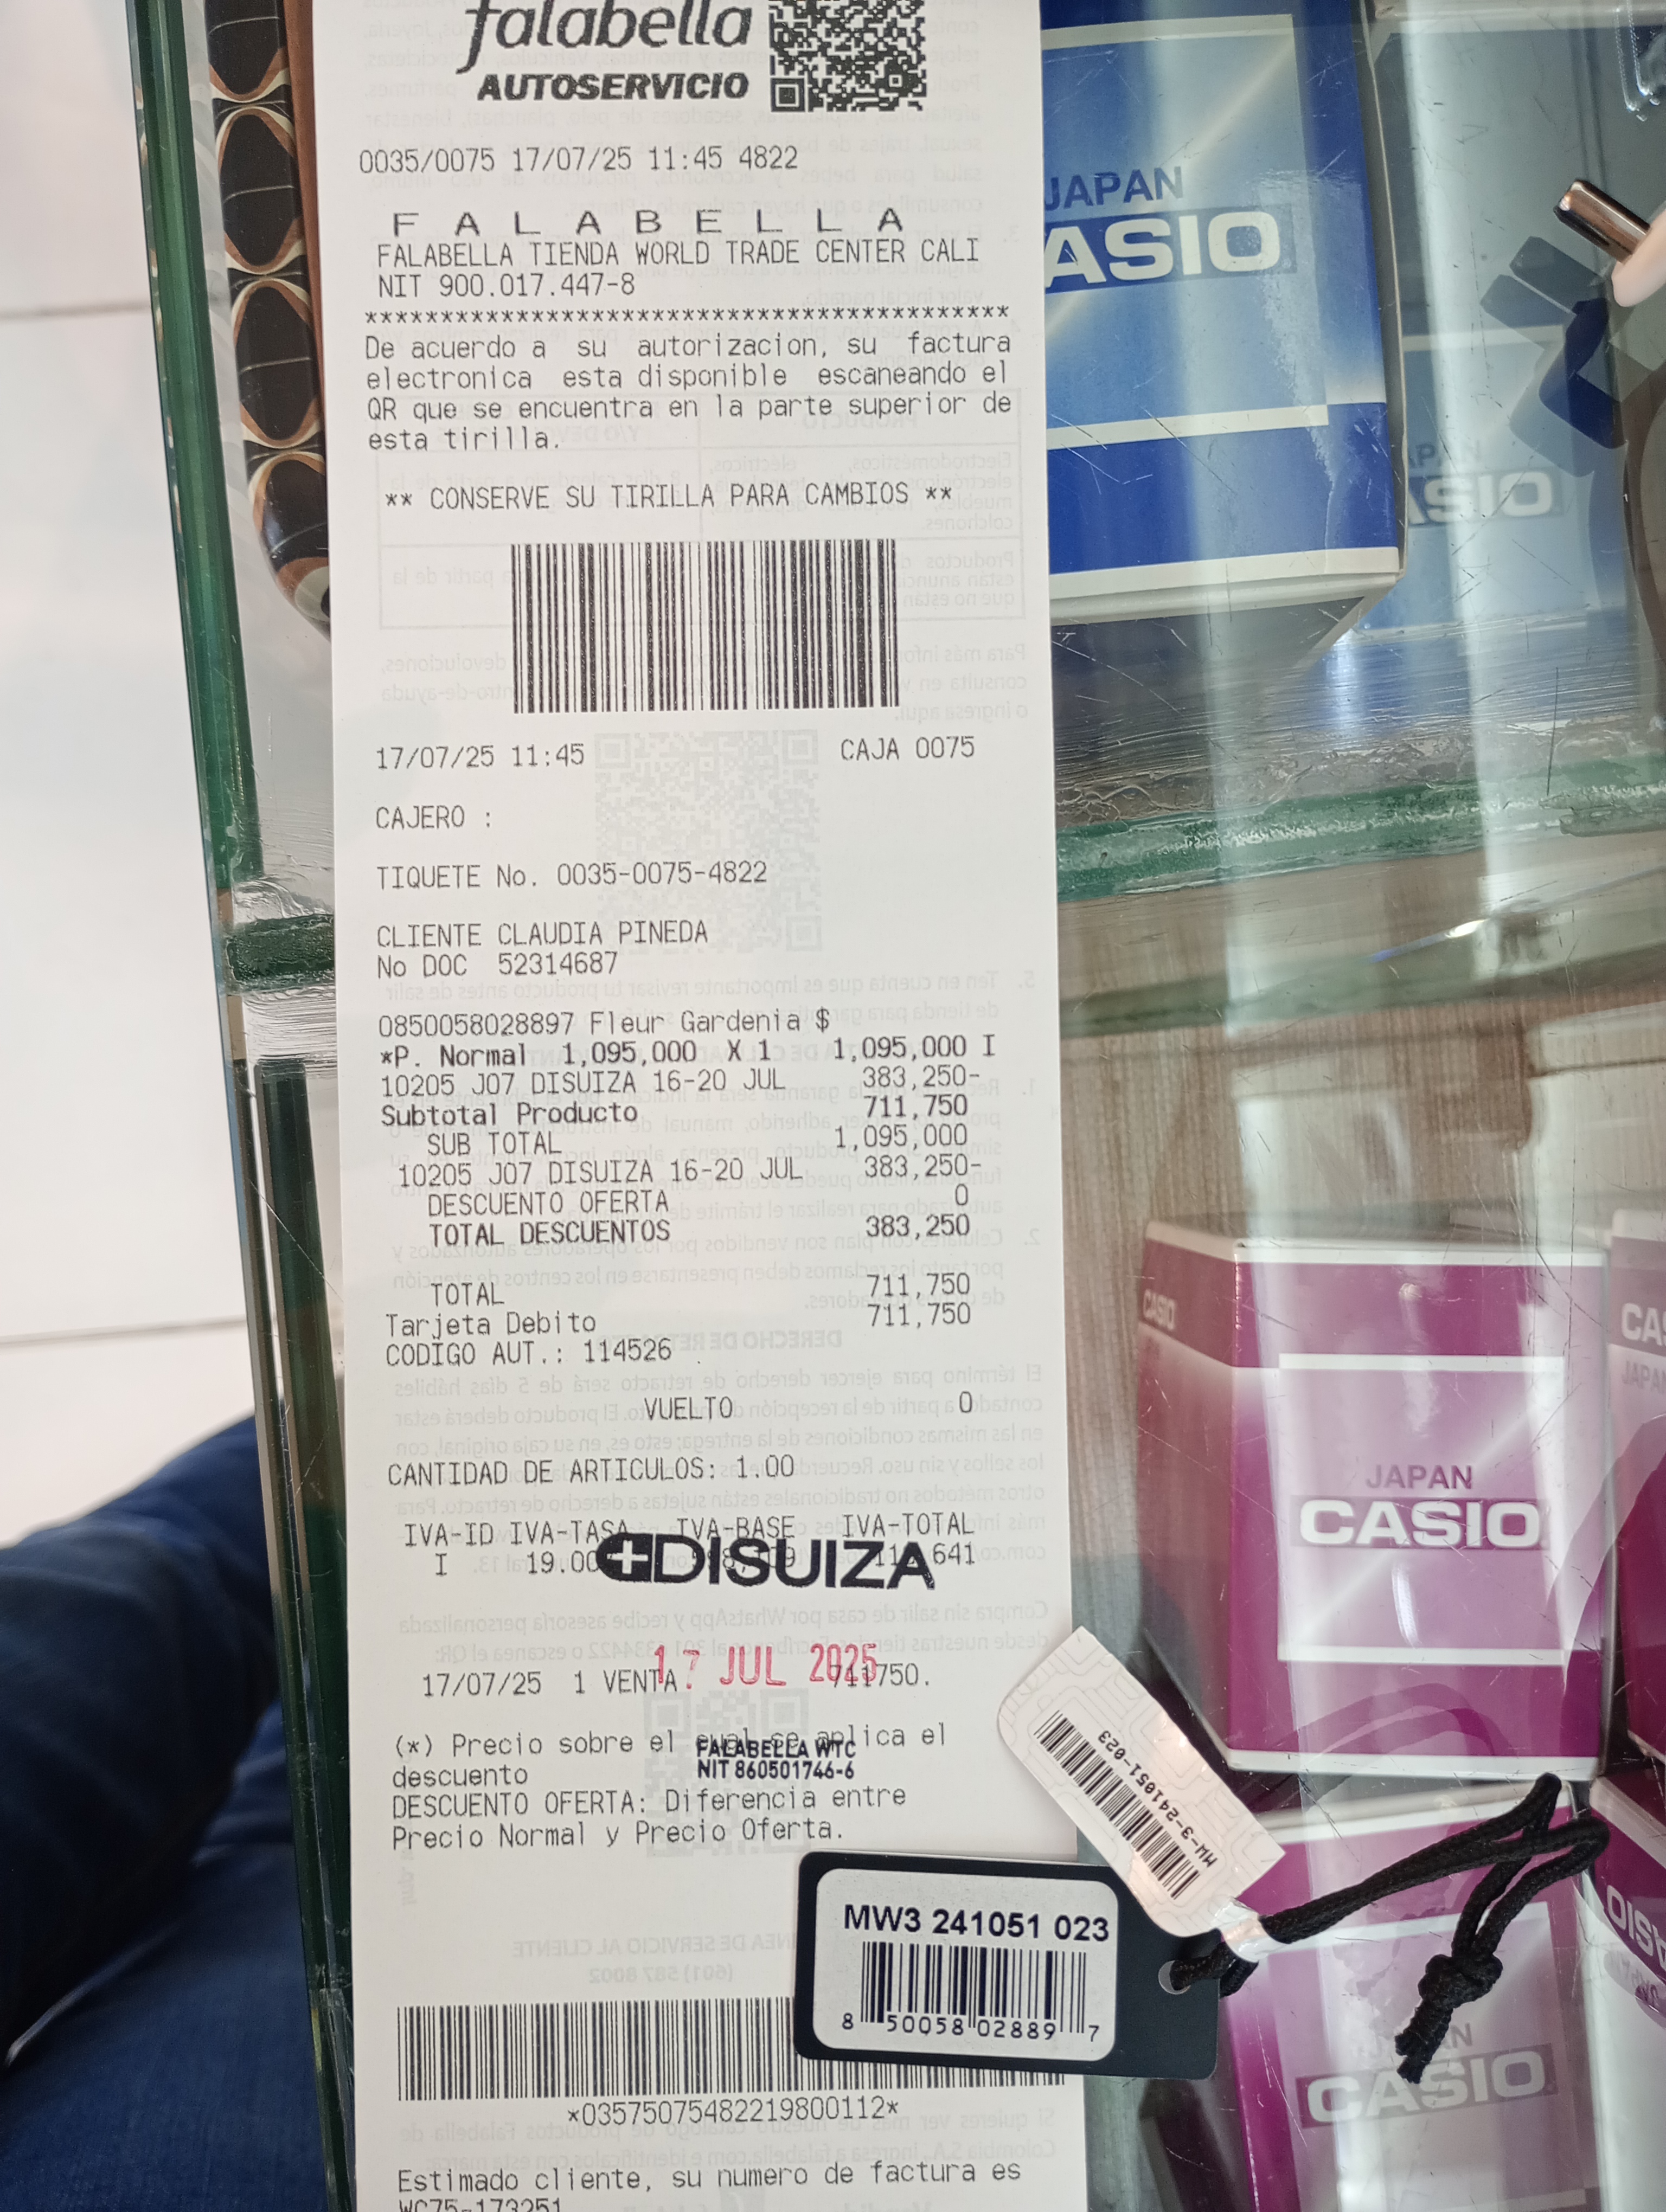 falabella
AUTOSERVICIO
0035/0075 17/07/25 11:45 4822
F A L A B E L L A
FALABELLA TIENDA WORLD TRADE CENTER CALI
NIT 900.017.447-8
*******************************************
De acuerdo a su autorizacion, su factura
electronica esta disponible escaneando el
QR que se encuentra en la parte superior de
esta tirilla.
** CONSERVE SU TIRILLA PARA CAMBIOS **
17/07/25 11:45 CAJA 0075
CAJERO :
TIQUETE No. 0035-0075-4822
CLIENTE CLAUDIA PINEDA
No DOC 52314687
0850058028897 Fleur Gardenia $
*P. Normal 1,095,000 X 1 1,095,000 I
10205 J07 DISUIZA 16-20 JUL 383,250-
Subtotal Producto 711,750
SUB TOTAL 1,095,000
10205 J07 DISUIZA 16-20 JUL 383,250-
DESCUENTO OFERTA 0
TOTAL DESCUENTOS 383,250
TOTAL 711,750
Tarjeta Debito 711,750
CODIGO AUT.: 114526
VUELTO 0
CANTIDAD DE ARTICULOS: 1.00
IVA-ID IVA-TASA IVA-BASE IVA-TOTAL
I 19.00
DISUIZA
17 JUL 2025
17/07/25 1 VENTA 711750.
(*) Precio sobre el cual se aplica el
descuento
FALABELLA WTC
NIT 860501746-6
DESCUENTO OFERTA: Diferencia entre
Precio Normal y Precio Oferta.
*03575075482219800112*
Estimado cliente, su numero de factura es
WC75-173251
MW-3-241051-023
MW3 241051 023
8 50058 02889 7
JAPAN
CASIO
JAPAN
CASIO
CASIO
JAPAN
CASIO
CASIO
JAPAN
CASIO